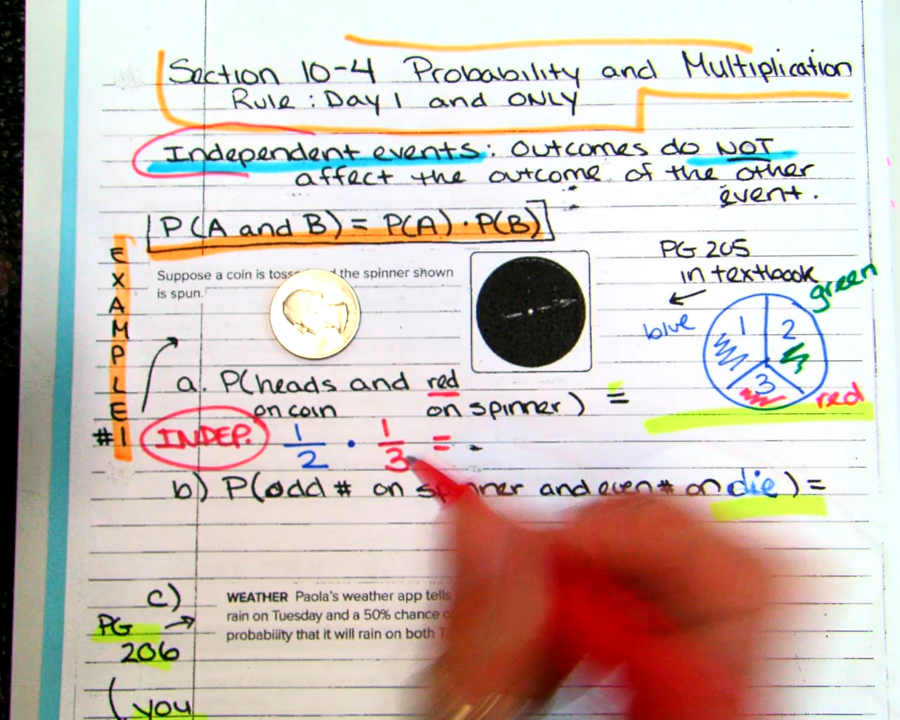 Section 10-4 Probability and Multiplication
Rule: Day 1 and ONLY
Independent events: Outcomes do NOT
affect the outcome of the other
event.
P(A and B) = P(A) · P(B)
EXAMPLE
#1
Suppose a coin is toss the spinner shown
is spun.
PG 205
in textbook
green
blue
1
2
3
red
a. P(heads and red
on coin on spinner) =
INDEP. 1/2 · 1/3 =
b) P(odd # on spinner and even # on die) =
c)
PG
206
WEATHER Paola's weather app tells
rain on Tuesday and a 50% chance
probability that it will rain on both
(you